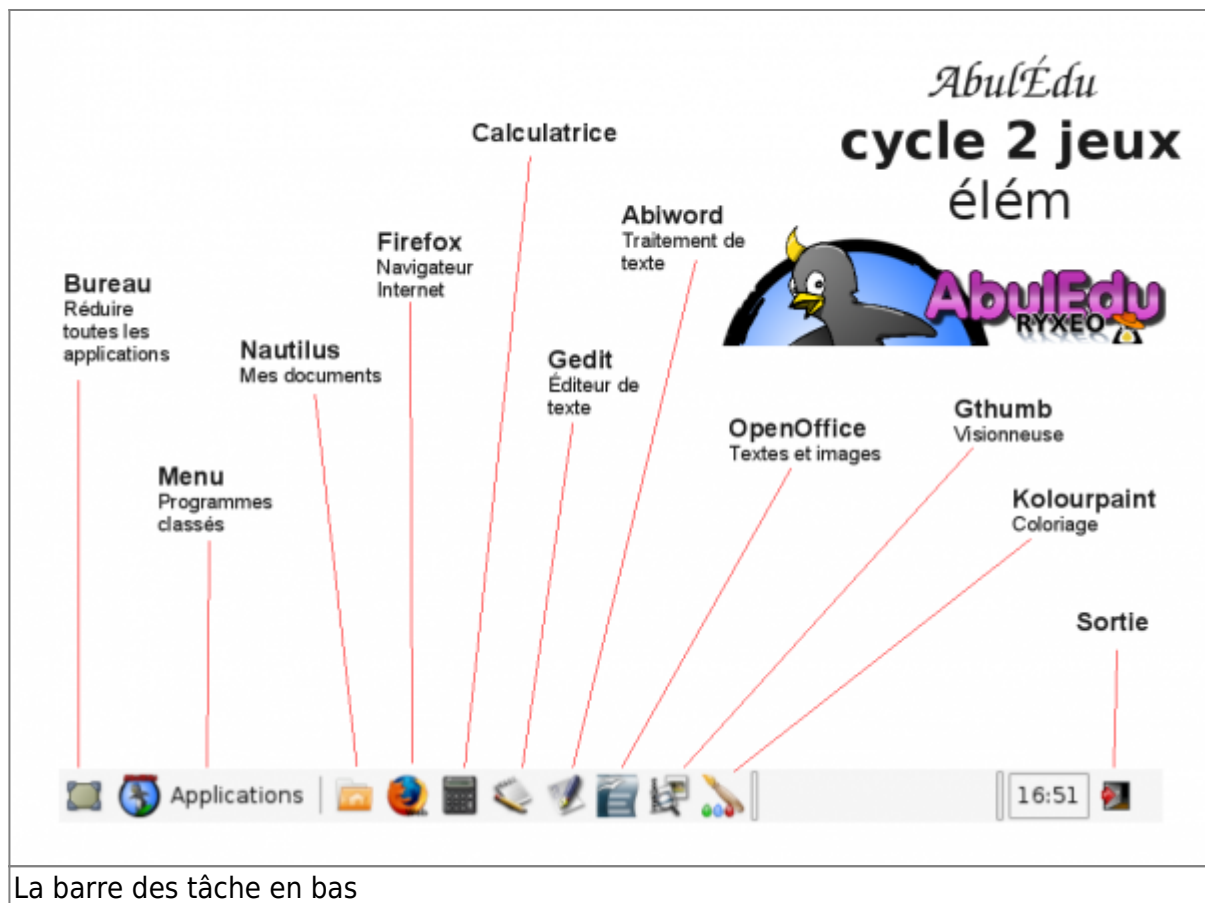 AbulÉdu
cycle 2 jeux
élém
Calculatrice
Abiword
Traitement de
texte
Firefox
Navigateur
Internet
Bureau
Réduire
toutes les
applications
AbulEdu
RYXEO
Nautilus
Mes documents
Gedit
Éditeur de
texte
Gthumb
Visionneuse
OpenOffice
Textes et images
Menu
Programmes
classés
Kolourpaint
Coloriage
Sortie
Applications
16:51
La barre des tâche en bas